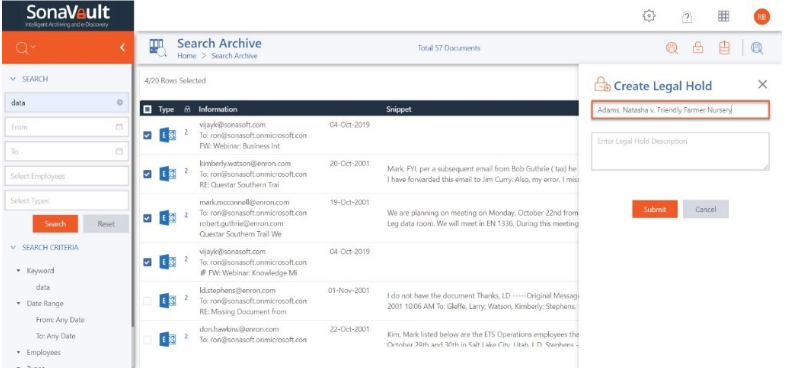 SonaVault
Intelligent Archiving and e-Discovery
RB
Search Archive
Home > Search Archive
Total 57 Documents
SEARCH
data
From
To
Select Employees
Select Types
Search Reset
SEARCH CRITERIA
Keyword
data
Date Range
From: Any Date
To: Any Date
Employees
Types
4/20 Rows Selected
Type Information Snippet
2 vijayk@sonasoft.com 04-Oct-2019
To: ron@sonasoft.onmicrosoft.com
FW: Webinar: Business Int
2 kimberly.watson@enron.com 20-Oct-2001
To: ron@sonasoft.onmicrosoft.con
RE: Questar Southern Trai
Mark, FYI, per a subsequent email from Bob Guthrie ( tax) he
I have forwarded this email to Jim Curry. Also, my error, I miss
2 mark.mcconnell@enron.com 19-Oct-2001
To: ron@sonasoft.onmicrosoft.con
robert.guthrie@enron.com
Questar Southern Trail We
We are planning on meeting on Monday, October 22nd from
Leg data room. We will meet in EN 1336. During this meeting
2 vijayk@sonasoft.com 04-Oct-2019
To: ron@sonasoft.onmicrosoft.con
FW: Webinar: Knowledge Mi
2 ld.stephens@enron.com 01-Nov-2001
To: ron@sonasoft.onmicrosoft.con
RE: Missing Document from
I do not have the document Thanks, LD -----Original Messag
2001 10:06 AM To: Gieffe, Larry; Watson, Kimberly; Stephens,
2 don.hawkins@enron.com 22-Oct-2001
To: ron@sonasoft.onmicrosoft.con
Kim, Mark listed below are the ETS Operations employees tha
October 29th and 30th in Salt Lake City, Utah. L.D. Stephens -
Create Legal Hold
Adams, Natasha v. Friendly Farmer Nursery
Enter Legal Hold Description
Submit Cancel